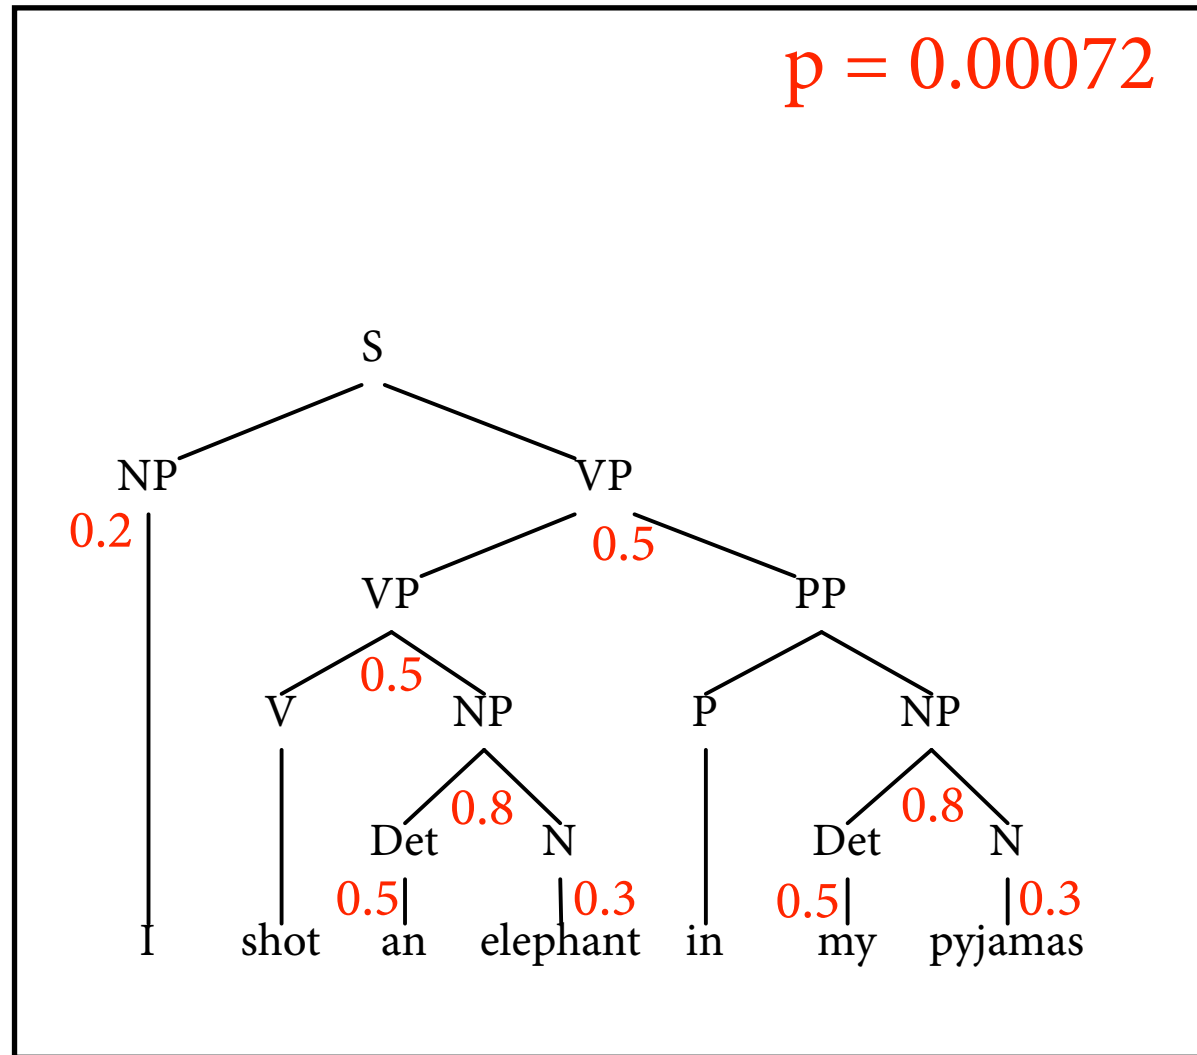 p = 0.00072
S
NP VP
0.2 0.5
VP PP
0.5
V NP P NP
0.8 0.8
Det N Det N
0.5 0.3 0.5 0.3
I shot an elephant in my pyjamas